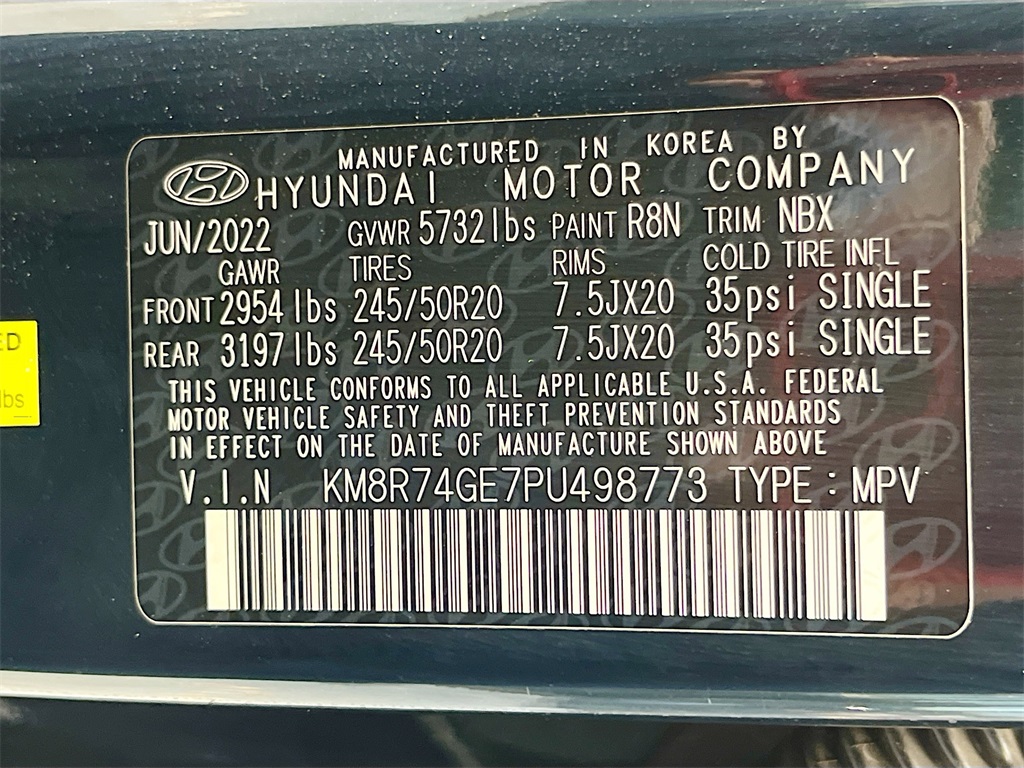 MANUFACTURED IN KOREA BY
HYUNDAI MOTOR COMPANY
JUN/2022 GVWR 5732lbs PAINT R8N TRIM NBX
GAWR TIRES RIMS COLD TIRE INFL
FRONT 2954lbs 245/50R20 7.5JX20 35psi SINGLE
REAR 3197lbs 245/50R20 7.5JX20 35psi SINGLE
THIS VEHICLE CONFORMS TO ALL APPLICABLE U.S.A. FEDERAL
MOTOR VEHICLE SAFETY AND THEFT PREVENTION STANDARDS
IN EFFECT ON THE DATE OF MANUFACTURE SHOWN ABOVE
V.I.N KM8R74GE7PU498773 TYPE : MPV
ED
lbs